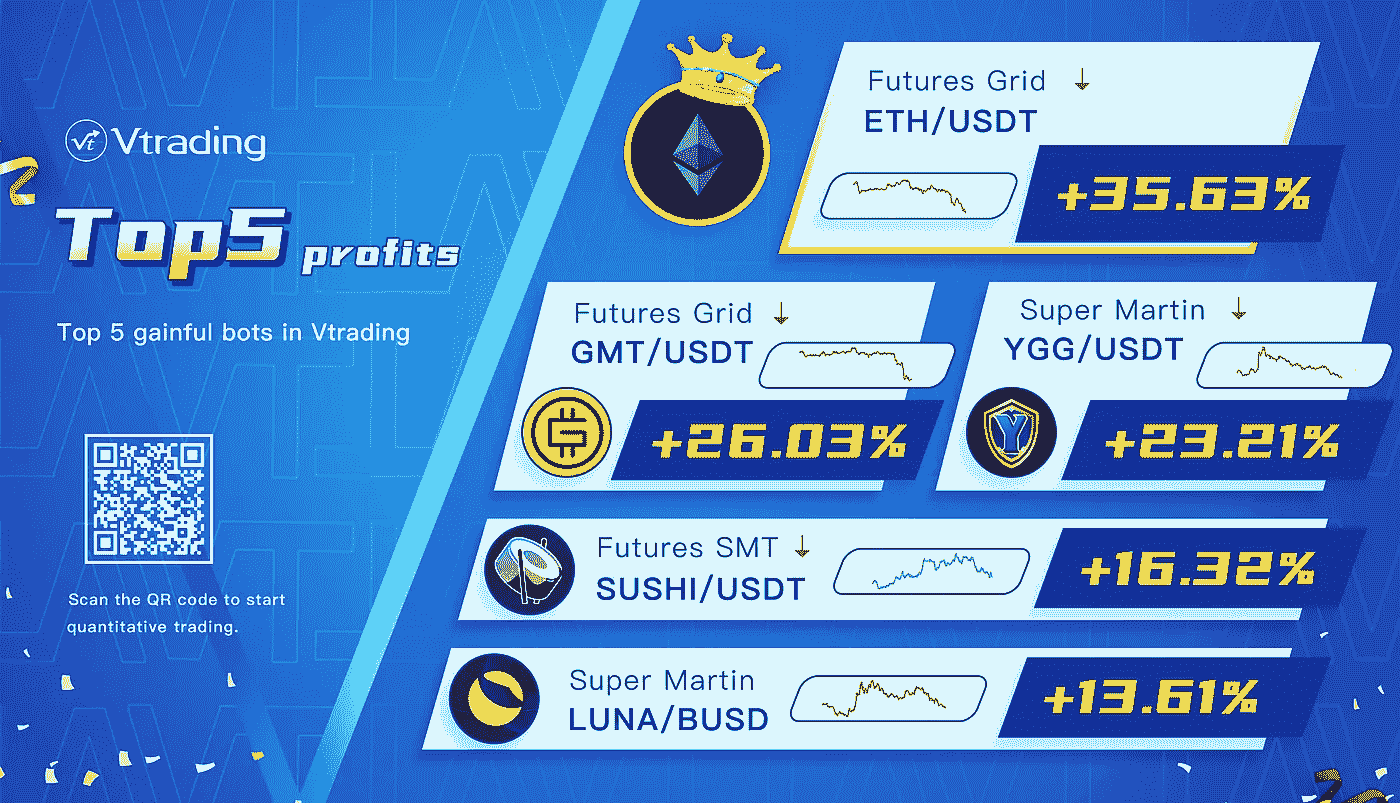 Vtrading
Top5 profits
Top 5 gainful bots in Vtrading
Scan the QR code to start
quantitative trading.
Futures Grid ↓
ETH/USDT
+35.63%
Futures Grid ↓
GMT/USDT
+26.03%
Super Martin ↓
YGG/USDT
+23.21%
Futures SMT ↓
SUSHI/USDT
+16.32%
Super Martin
LUNA/BUSD
+13.61%